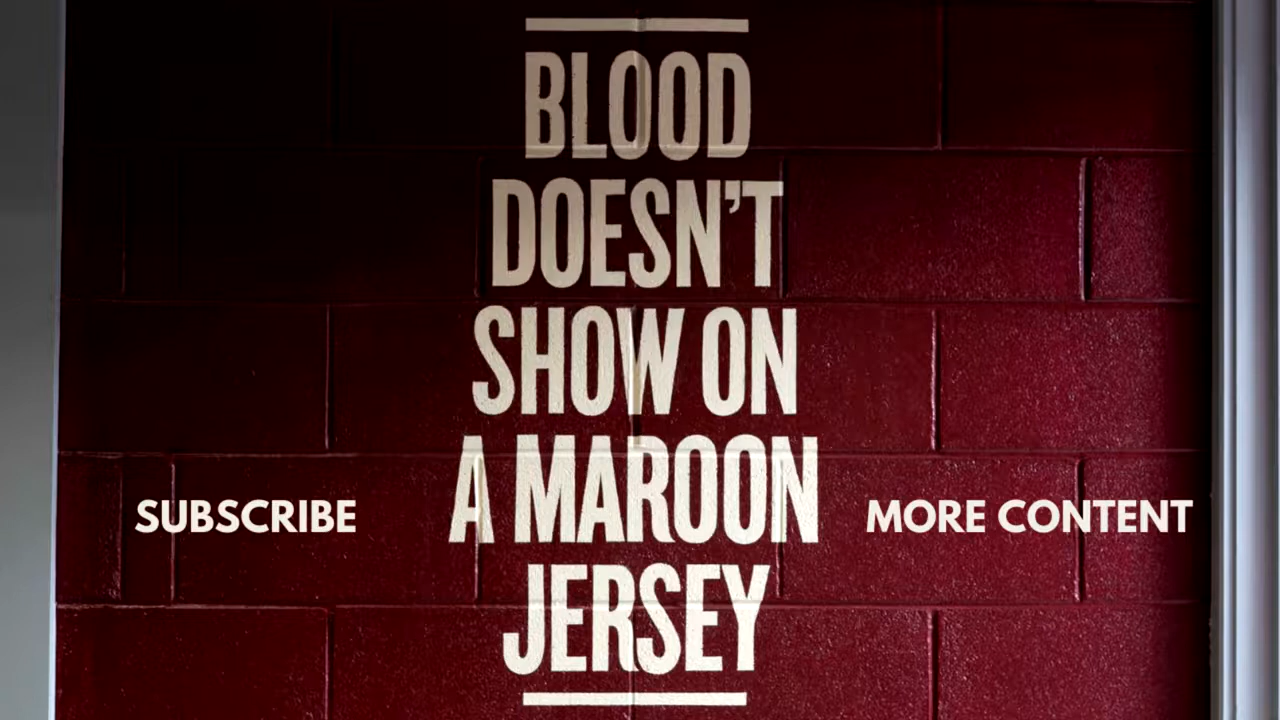 BLOOD
DOESN'T
SHOW ON
A MAROON
JERSEY
SUBSCRIBE
MORE CONTENT